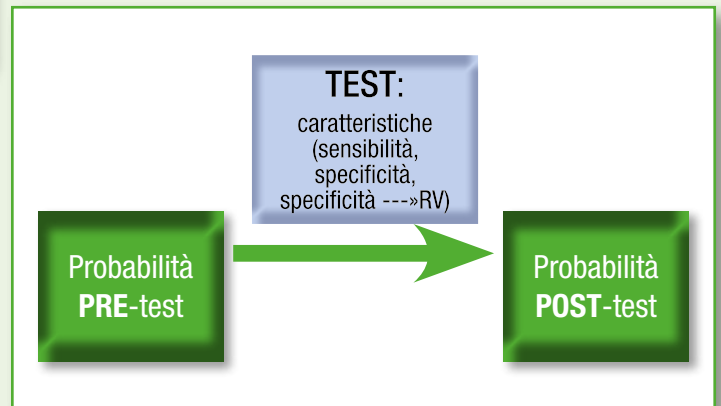 TEST:
caratteristiche
(sensibilità,
specificità,
specificità ---»RV)
Probabilità
PRE-test
Probabilità
POST-test